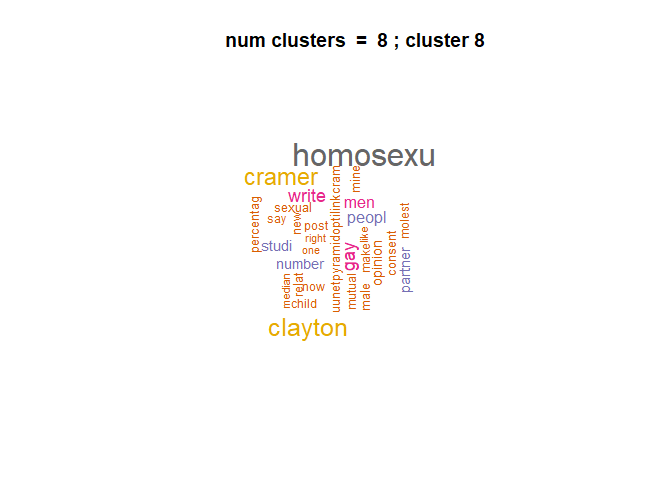 num clusters = 8 ; cluster 8
homosexu
cramer
write
men
mine
uunetpyramidoptilinkcram
sexual
say
new
post
peopl
percentag
molest
right
one
studi
gay
like
make
opinion
consent
partner
number
relat
now
median
child
mutual
male
clayton